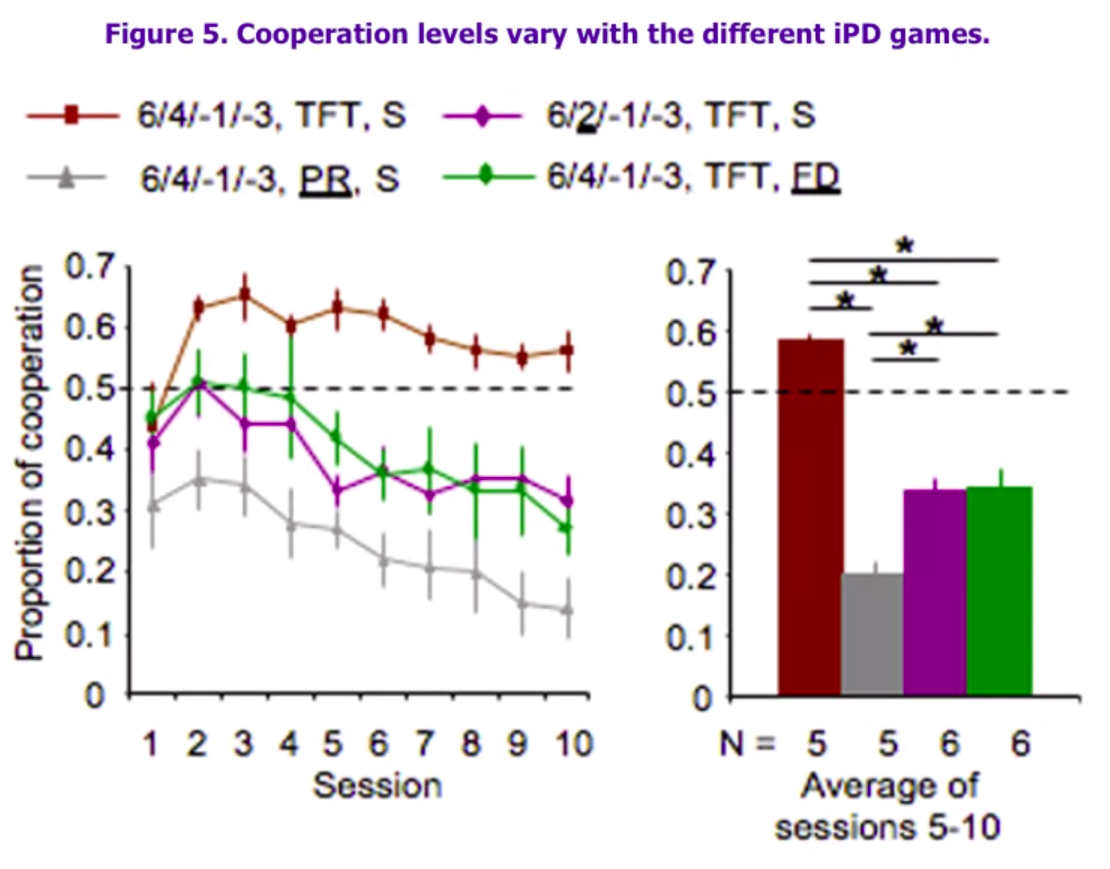 Figure 5. Cooperation levels vary with the different iPD games.
6/4/-1/-3, TFT, S
6/2/-1/-3, TFT, S
6/4/-1/-3, PR, S
6/4/-1/-3, TFT, FD
Proportion of cooperation
0.7
0.6
0.5
0.4
0.3
0.2
0.1
0
1 2 3 4 5 6 7 8 9 10
Session
0.7
0.6
0.5
0.4
0.3
0.2
0.1
0
* * * * *
N = 5 5 6 6
Average of
sessions 5-10